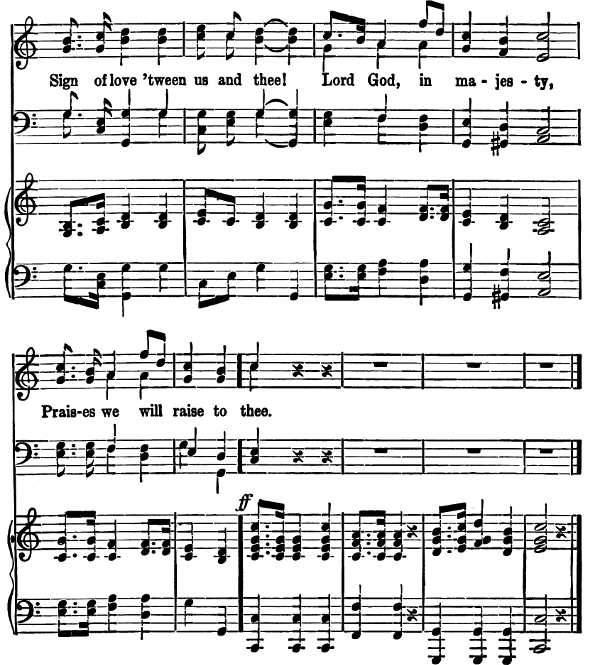 Sign of love 'tween us and thee! Lord God, in ma - jes - ty,
Prais-es we will raise to thee.
ff